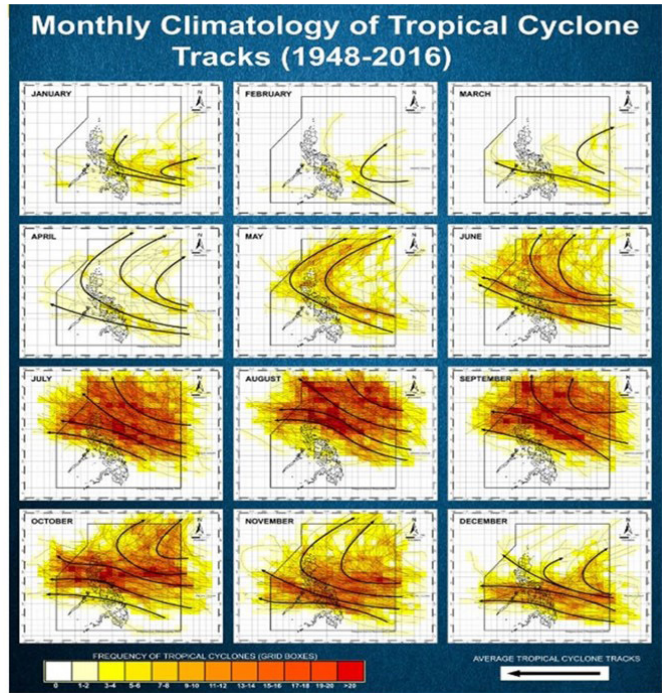 Monthly Climatology of Tropical Cyclone
Tracks (1948-2016)
JANUARY
N
FEBRUARY
N
MARCH
N
APRIL
N
MAY
N
JUNE
N
JULY
N
AUGUST
N
SEPTEMBER
N
OCTOBER
N
NOVEMBER
N
DECEMBER
N
FREQUENCY OF TROPICAL CYCLONES (GRID BOXES)
0 1-2 3-4 5-6 7-8 9-10 11-12 13-14 15-16 17-18 19-20 >20
AVERAGE TROPICAL CYCLONE TRACKS